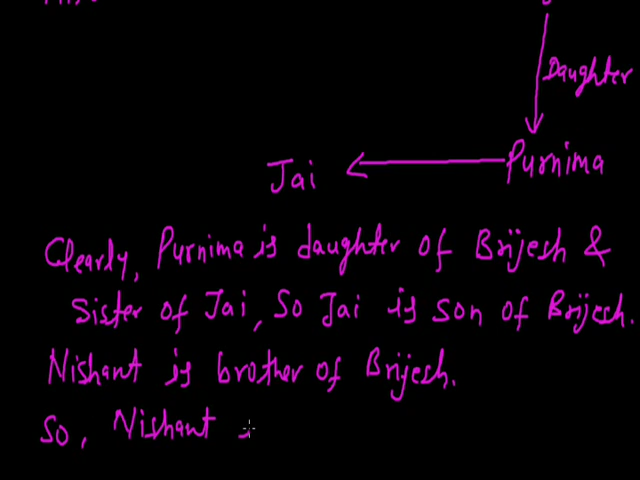 Daughter
Jai Purnima
Clearly, Purnima is daughter of Brijesh &
Sister of Jai, So Jai is son of Brijesh.
Nishant is brother of Brijesh.
So, Nishant